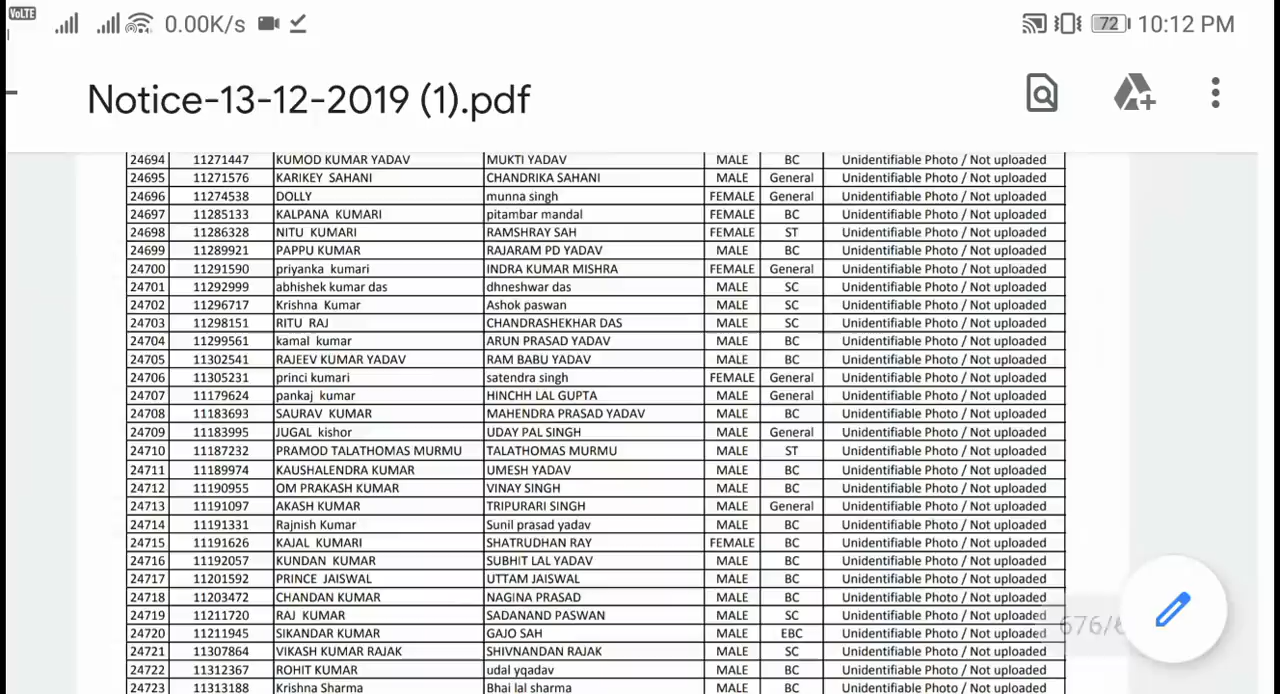 VoLTE 0.00K/s 72 10:12 PM
Notice-13-12-2019 (1).pdf
24694 11271447 KUMOD KUMAR YADAV MUKTI YADAV MALE BC Unidentifiable Photo / Not uploaded
24695 11271576 KARIKEY SAHANI CHANDRIKA SAHANI MALE General Unidentifiable Photo / Not uploaded
24696 11274538 DOLLY munna singh FEMALE General Unidentifiable Photo / Not uploaded
24697 11285133 KALPANA KUMARI pitambar mandal FEMALE BC Unidentifiable Photo / Not uploaded
24698 11286328 NITU KUMARI RAMSHRAY SAH FEMALE ST Unidentifiable Photo / Not uploaded
24699 11289921 PAPPU KUMAR RAJARAM PD YADAV MALE BC Unidentifiable Photo / Not uploaded
24700 11291590 priyanka kumari INDRA KUMAR MISHRA FEMALE General Unidentifiable Photo / Not uploaded
24701 11292999 abhishek kumar das dhneshwar das MALE SC Unidentifiable Photo / Not uploaded
24702 11296717 Krishna Kumar Ashok paswan MALE SC Unidentifiable Photo / Not uploaded
24703 11298151 RITU RAJ CHANDRASHEKHAR DAS MALE SC Unidentifiable Photo / Not uploaded
24704 11299561 kamal kumar ARUN PRASAD YADAV MALE BC Unidentifiable Photo / Not uploaded
24705 11302541 RAJEEV KUMAR YADAV RAM BABU YADAV MALE BC Unidentifiable Photo / Not uploaded
24706 11305231 princi kumari satendra singh FEMALE General Unidentifiable Photo / Not uploaded
24707 11179624 pankaj kumar HINCHH LAL GUPTA MALE General Unidentifiable Photo / Not uploaded
24708 11183693 SAURAV KUMAR MAHENDRA PRASAD YADAV MALE BC Unidentifiable Photo / Not uploaded
24709 11183995 JUGAL kishor UDAY PAL SINGH MALE General Unidentifiable Photo / Not uploaded
24710 11187232 PRAMOD TALATHOMAS MURMU TALATHOMAS MURMU MALE ST Unidentifiable Photo / Not uploaded
24711 11189974 KAUSHALENDRA KUMAR UMESH YADAV MALE BC Unidentifiable Photo / Not uploaded
24712 11190955 OM PRAKASH KUMAR VINAY SINGH MALE BC Unidentifiable Photo / Not uploaded
24713 11191097 AKASH KUMAR TRIPURARI SINGH MALE General Unidentifiable Photo / Not uploaded
24714 11191331 Rajnish Kumar Sunil prasad yadav MALE BC Unidentifiable Photo / Not uploaded
24715 11191626 KAJAL KUMARI SHATRUDHAN RAY FEMALE BC Unidentifiable Photo / Not uploaded
24716 11192057 KUNDAN KUMAR SUBHIT LAL YADAV MALE BC Unidentifiable Photo / Not uploaded
24717 11201592 PRINCE JAISWAL UTTAM JAISWAL MALE BC Unidentifiable Photo / Not uploaded
24718 11203472 CHANDAN KUMAR NAGINA PRASAD MALE BC Unidentifiable Photo / Not uploaded
24719 11211720 RAJ KUMAR SADANAND PASWAN MALE SC Unidentifiable Photo / Not uploaded
24720 11211945 SIKANDAR KUMAR GAJO SAH MALE EBC Unidentifiable Photo / Not uploaded 676/
24721 11307864 VIKASH KUMAR RAJAK SHIVNANDAN RAJAK MALE SC Unidentifiable Photo / Not uploaded
24722 11312367 ROHIT KUMAR udal yqadav MALE BC Unidentifiable Photo / Not uploaded
24723 11313188 Krishna Sharma Bhai lal sharma MALE BC Unidentifiable Photo / Not uploaded